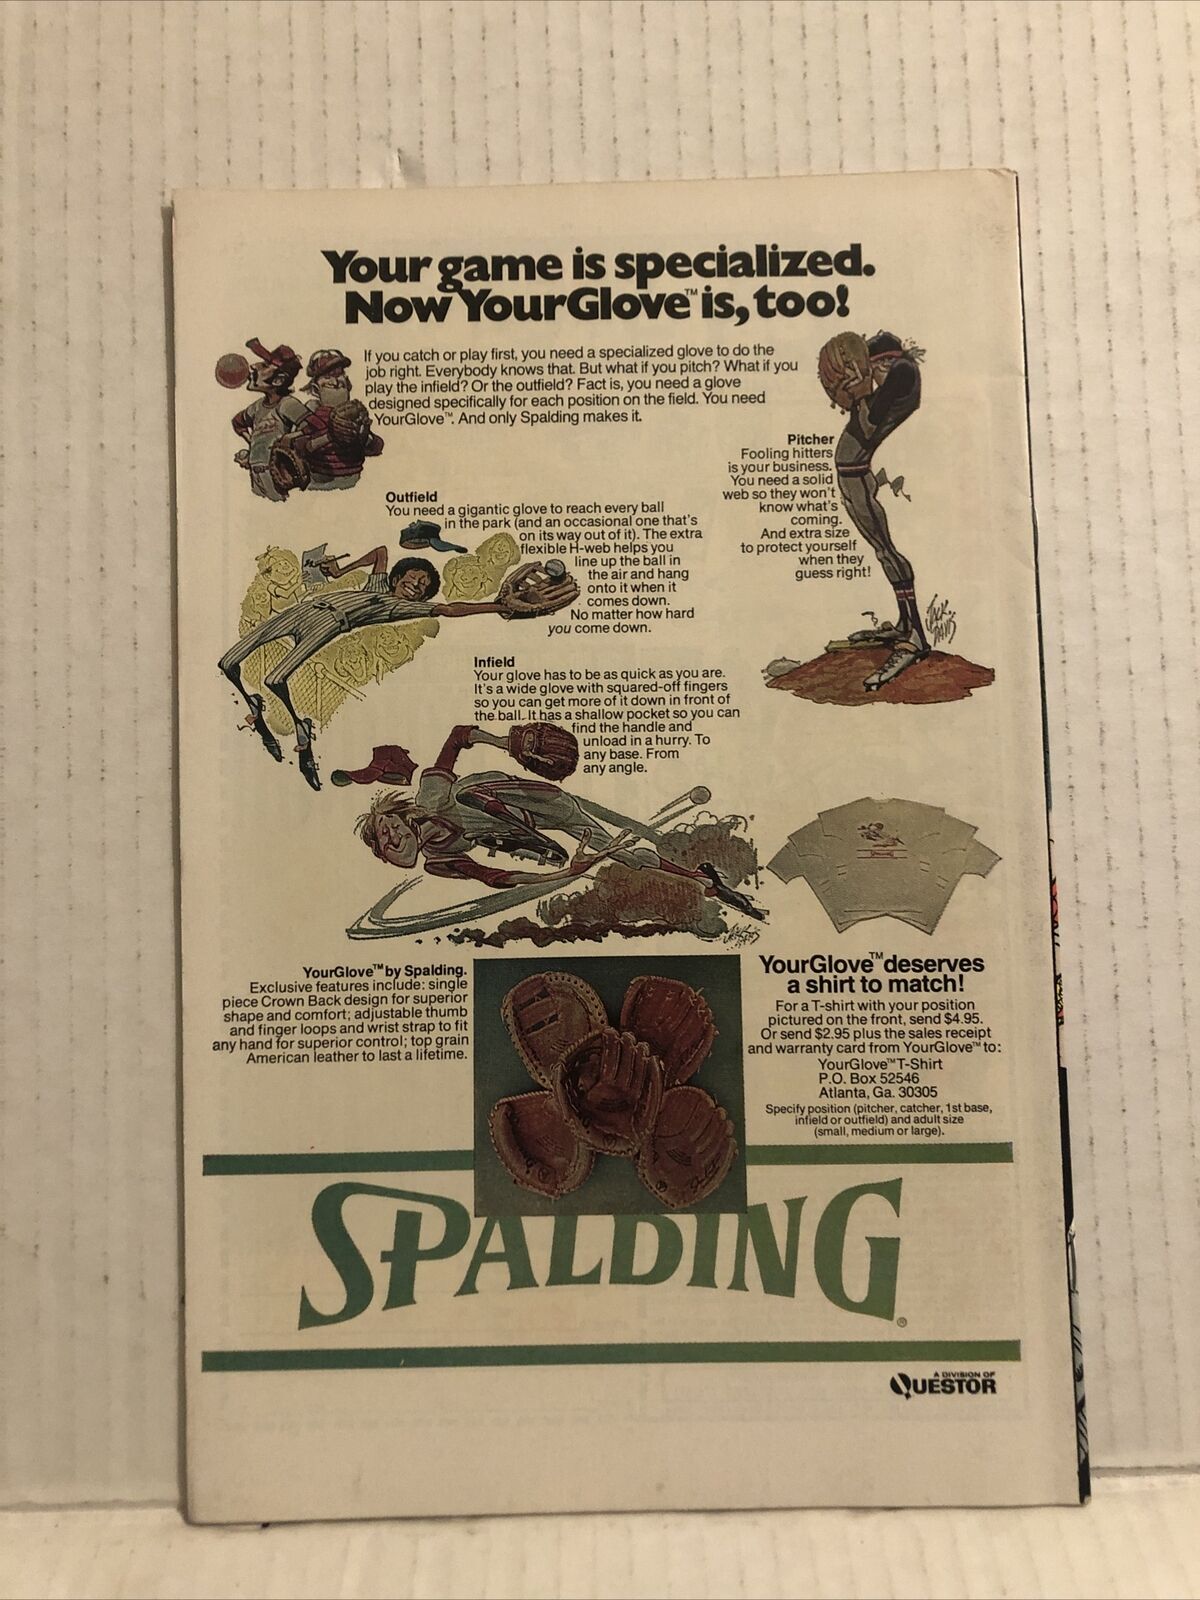 Your game is specialized.
Now YourGlove™ is, too!
If you catch or play first, you need a specialized glove to do the
job right. Everybody knows that. But what if you pitch? What if you
play the infield? Or the outfield? Fact is, you need a glove
designed specifically for each position on the field. You need
YourGlove™. And only Spalding makes it.
Pitcher
Fooling hitters
is your business.
You need a solid
web so they won't
know what's
coming.
And extra size
to protect yourself
when they
guess right!
JACK
DAVIS
Outfield
You need a gigantic glove to reach every ball
in the park (and an occasional one that's
on its way out of it). The extra
flexible H-web helps you
line up the ball in
the air and hang
onto it when it
comes down.
No matter how hard
you come down.
Infield
Your glove has to be as quick as you are.
It's a wide glove with squared-off fingers
so you can get more of it down in front of
the ball. It has a shallow pocket so you can
find the handle and
unload in a hurry. To
any base. From
any angle.
YourGlove™ by Spalding.
Exclusive features include: single
piece Crown Back design for superior
shape and comfort; adjustable thumb
and finger loops and wrist strap to fit
any hand for superior control; top grain
American leather to last a lifetime.
YourGlove™ deserves
a shirt to match!
For a T-shirt with your position
pictured on the front, send $4.95.
Or send $2.95 plus the sales receipt
and warranty card from YourGlove™ to:
YourGlove™ T-Shirt
P.O. Box 52546
Atlanta, Ga. 30305
Specify position (pitcher, catcher, 1st base,
infield or outfield) and adult size
(small, medium or large).
SPALDING®
A DIVISION OF
QUESTOR